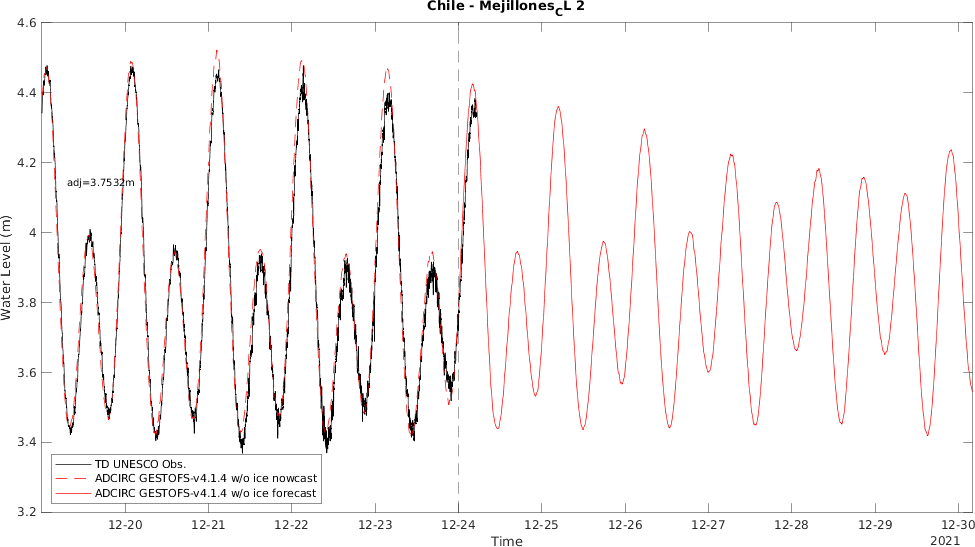 Chile - Mejillones_CL 2
4.6
4.4
4.2
4
3.8
3.6
3.4
3.2
Water Level (m)
adj=3.7532m
TD UNESCO Obs.
ADCIRC GESTOFS-v4.1.4 w/o ice nowcast
ADCIRC GESTOFS-v4.1.4 w/o ice forecast
12-20 12-21 12-22 12-23 12-24 12-25 12-26 12-27 12-28 12-29 12-30
Time
2021